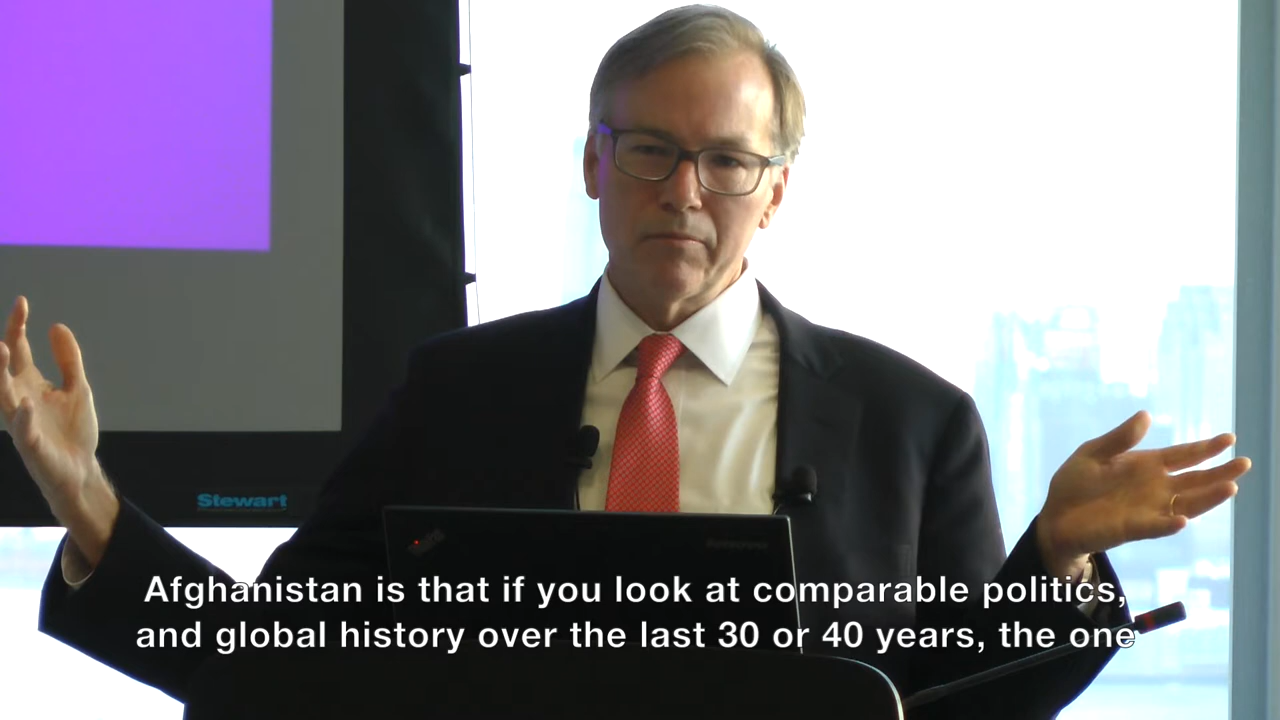 Stewart
Afghanistan is that if you look at comparable politics,
and global history over the last 30 or 40 years, the one